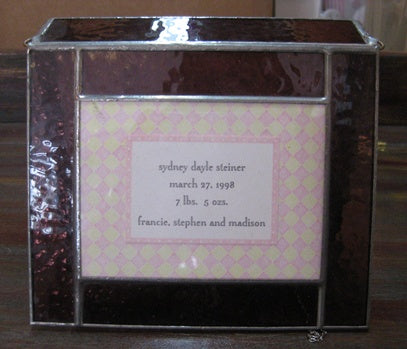 sydney dayle steiner
march 27, 1998
7 lbs. 5 ozs.
francie, stephen and madison